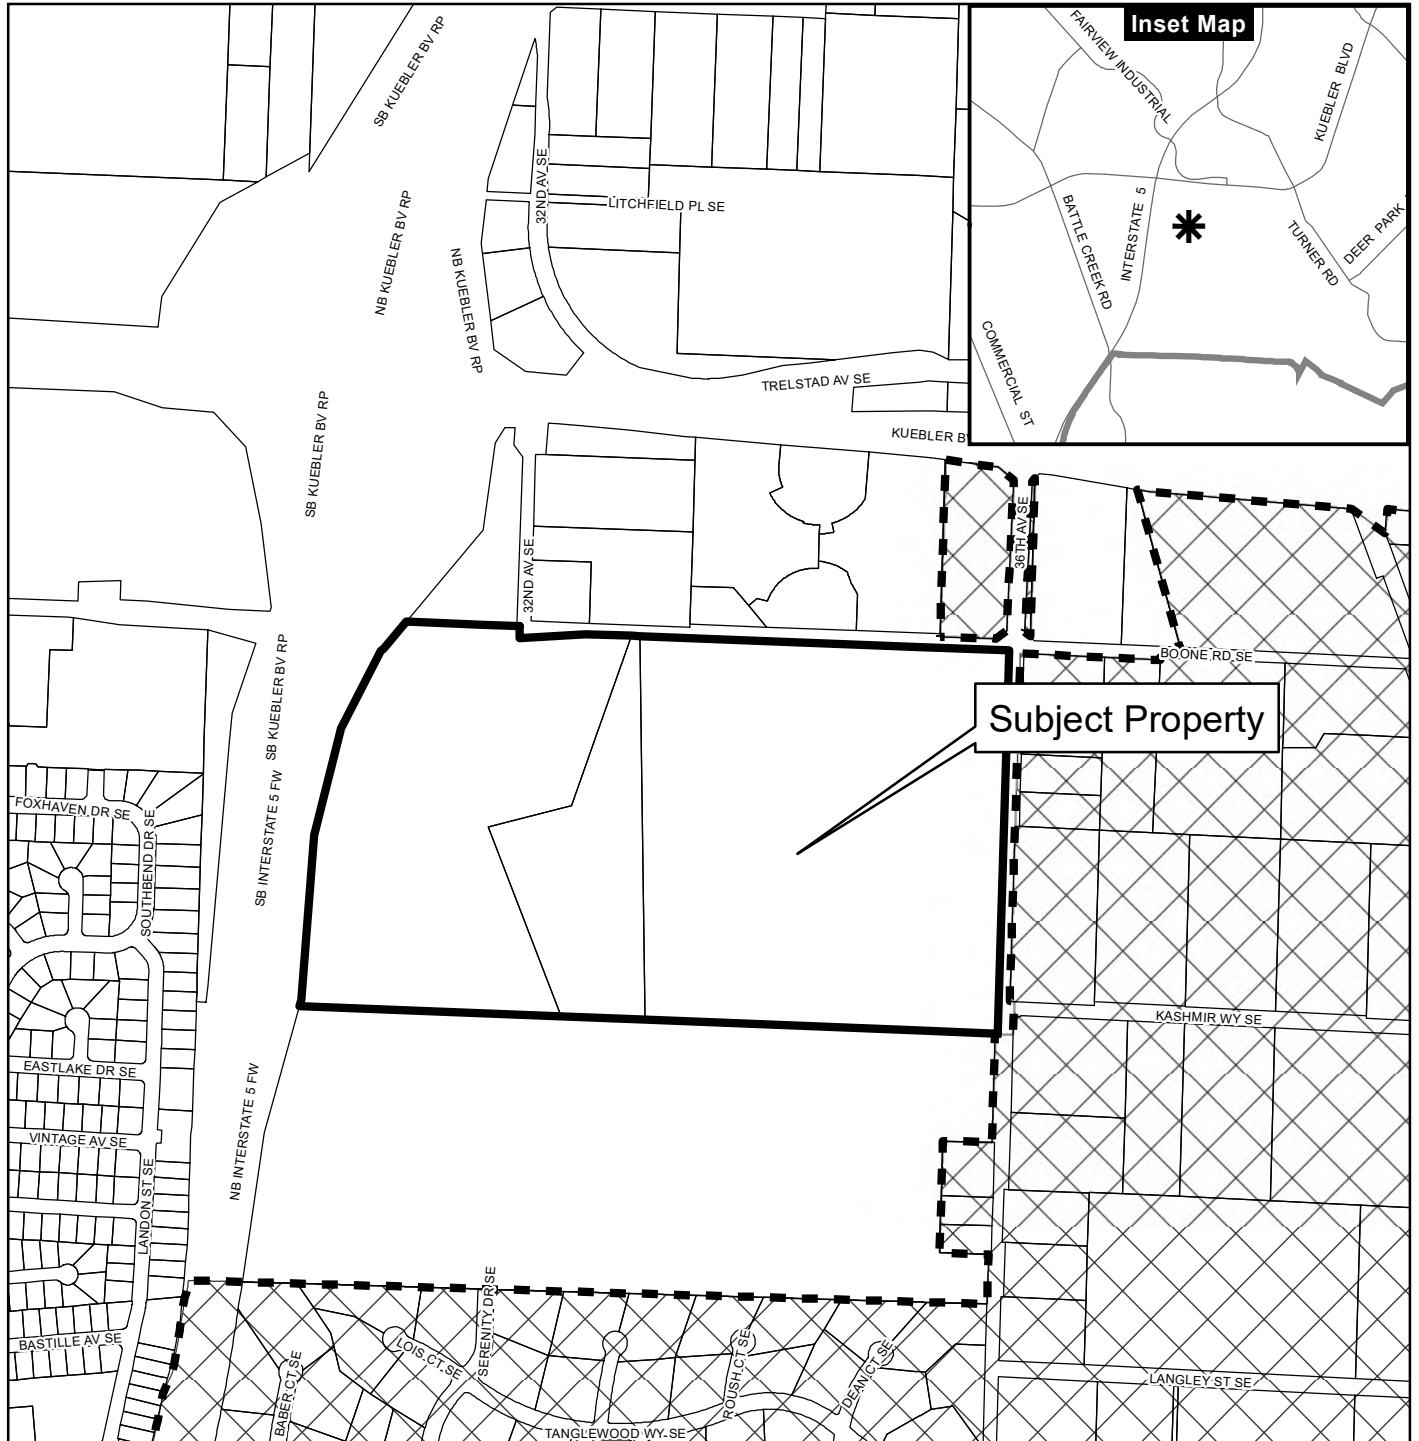 Inset Map
FAIRVIEW INDUSTRIAL
KUEBLER BLVD
BATTLE CREEK RD
INTERSTATE 5
TURNER RD
DEER PARK
COMMERCIAL ST
SB KUEBLER BV RP
32ND AV SE
LITCHFIELD PL SE
NB KUEBLER BV RP
NB KUEBLER BV RP
TRELSTAD AV SE
SB KUEBLER BV RP
KUEBLER BV
36TH AV SE
32ND AV SE
BOONE RD SE
SB KUEBLER BV RP
Subject Property
SB INTERSTATE 5 FW
FOXHAVEN DR SE
SOUTHBEND DR SE
KASHMIR WY SE
EASTLAKE DR SE
NB INTERSTATE 5 FW
VINTAGE AV SE
LANDON ST SE
BASTILLE AV SE
SERENITY DR SE
LOIS CT SE
BABER CT SE
ROUSH CT SE
DEAN CT SE
LANGLEY ST SE
TANGLEWOOD WY SE